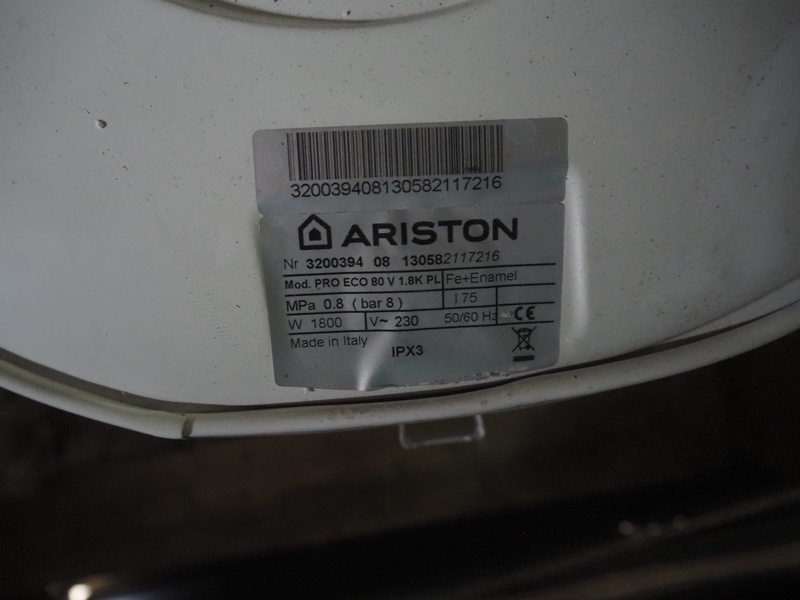 320039408130582117216
ARISTON
Nr 3200394 08 130582117216
Mod. PRO ECO 80 V 1.8K PL Fe+Enamel
MPa 0.8 ( bar 8 ) l 75
W 1800 V~ 230 50/60 Hz CE
Made in Italy IPX3